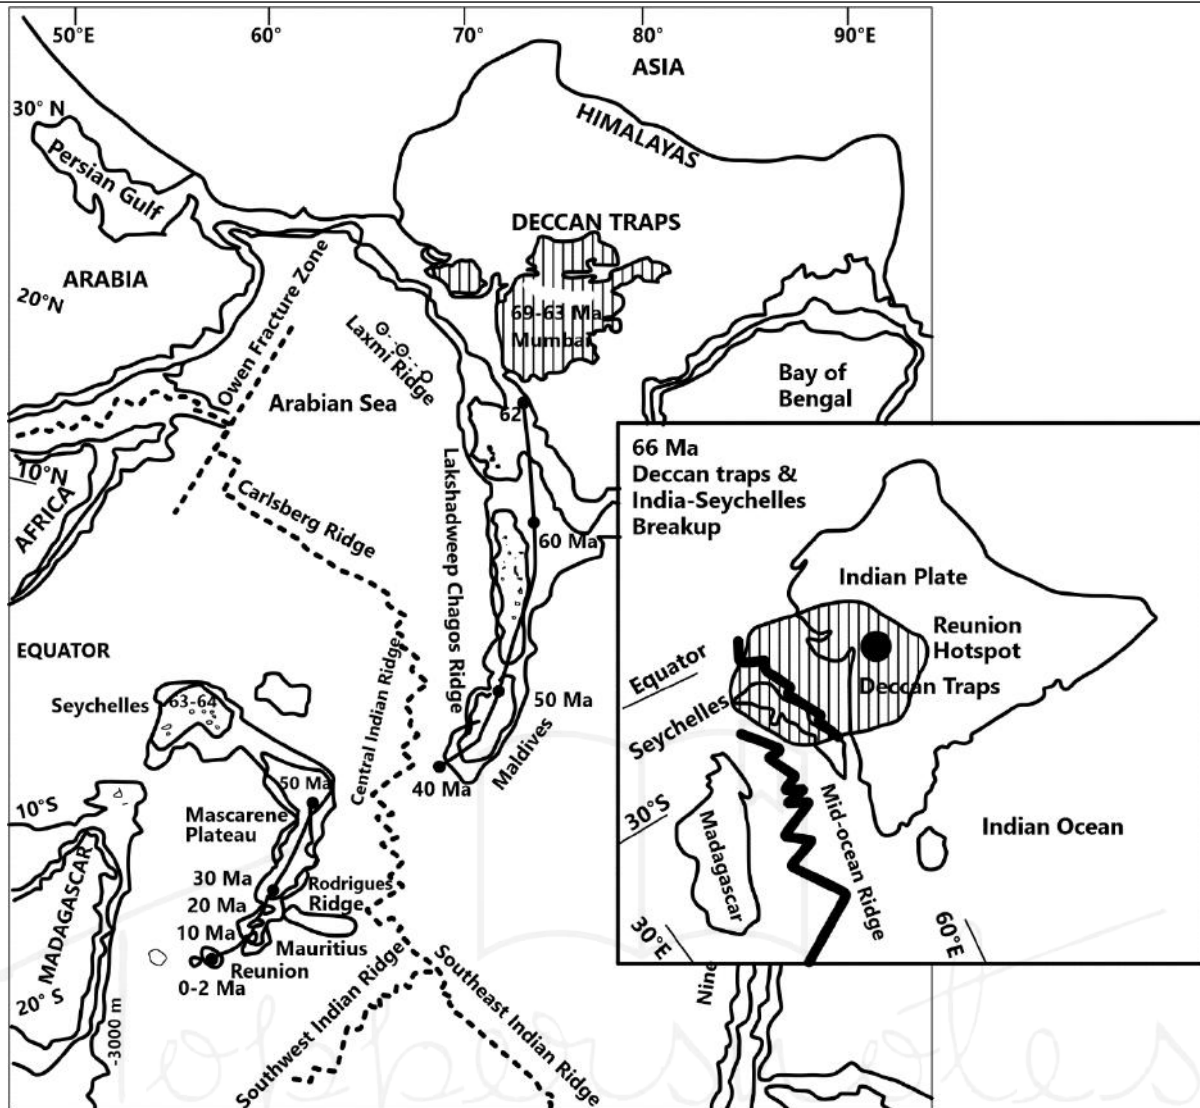 50°E
60°
70°
80°
90°E
ASIA
30° N
HIMALAYAS
Persian Gulf
DECCAN TRAPS
ARABIA
20°N
Owen Fracture Zone
69-63 Ma
Mumbai
Laxmi Ridge
Arabian Sea
Bay of
Bengal
62
10°N
AFRICA
Carlsberg Ridge
Lakshadweep Chagos Ridge
60 Ma
EQUATOR
Seychelles
63-64
Central Indian Ridge
50 Ma
Maldives
40 Ma
50 Ma
10°S
Mascarene
Plateau
MADAGASCAR
30 Ma
Rodrigues
Ridge
20 Ma
10 Ma
Mauritius
Reunion
0-2 Ma
20° S
-3000 m
Southwest Indian Ridge
Southeast Indian Ridge
Nine
66 Ma
Deccan traps &
India-Seychelles
Breakup
Indian Plate
Reunion
Hotspot
Deccan Traps
Equator
Seychelles
30°S
Madagascar
Mid-ocean Ridge
Indian Ocean
30°E
60°E
Toppersnotes